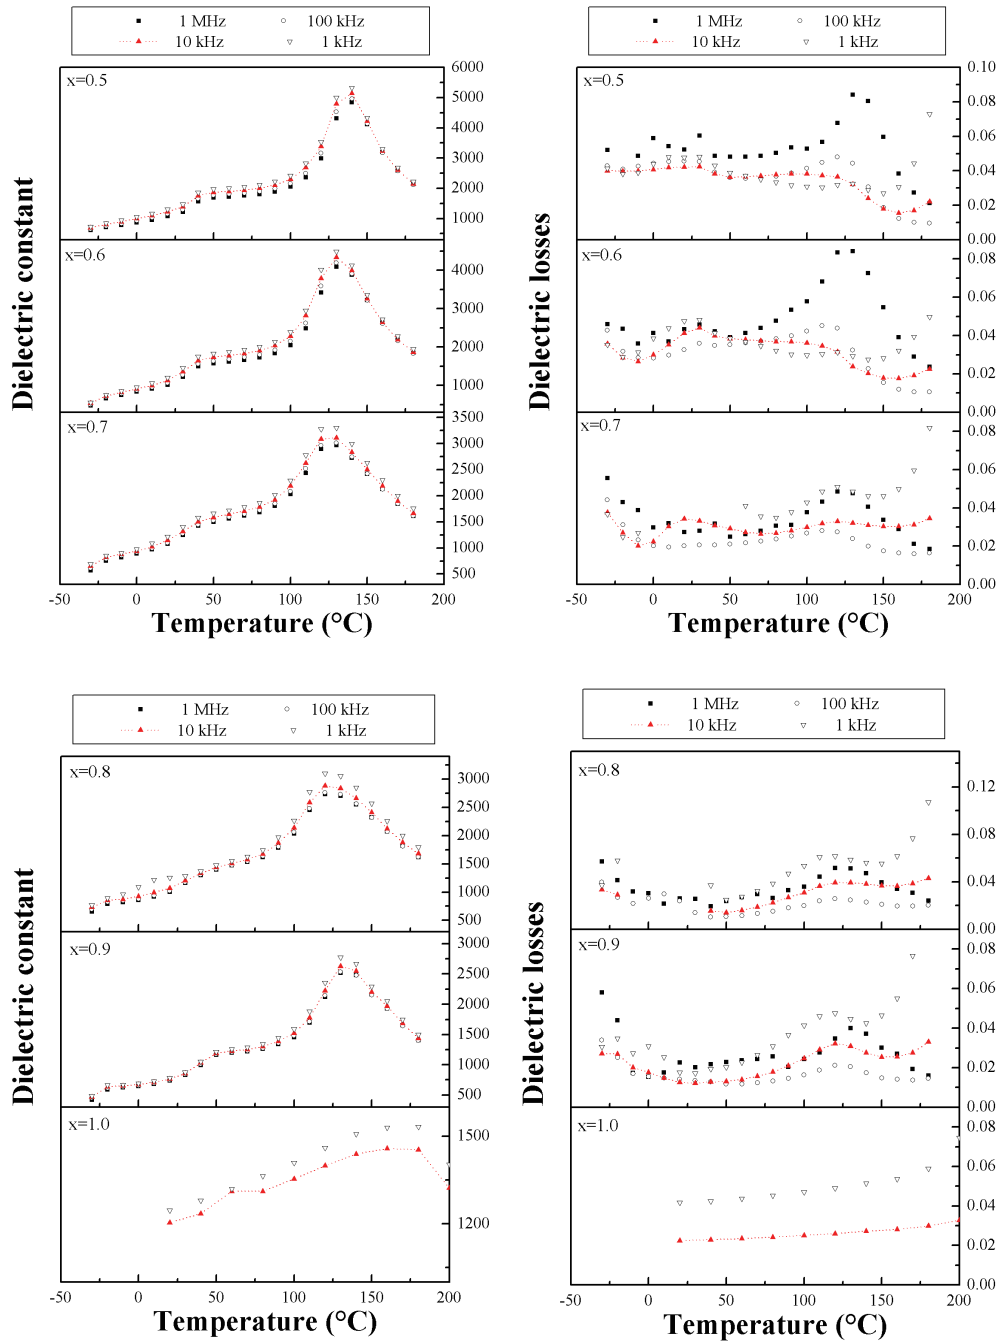 1 MHz 100 kHz
10 kHz 1 kHz
x=0.5
6000
5000
4000
3000
2000
1000
x=0.6
4000
3000
2000
1000
x=0.7
3500
3000
2500
2000
1500
1000
500
-50 0 50 100 150 200
Dielectric constant
Temperature (°C)
1 MHz 100 kHz
10 kHz 1 kHz
x=0.5
0.10
0.08
0.06
0.04
0.02
0.00
x=0.6
0.08
0.06
0.04
0.02
0.00
x=0.7
0.08
0.06
0.04
0.02
0.00
-50 0 50 100 150 200
Dielectric losses
Temperature (°C)
1 MHz 100 kHz
10 kHz 1 kHz
x=0.8
3000
2500
2000
1500
1000
500
x=0.9
3000
2500
2000
1500
1000
500
x=1.0
1500
1200
-50 0 50 100 150 200
Dielectric constant
Temperature (°C)
1 MHz 100 kHz
10 kHz 1 kHz
x=0.8
0.12
0.08
0.04
0.00
x=0.9
0.08
0.06
0.04
0.02
0.00
x=1.0
0.08
0.06
0.04
0.02
0.00
-50 0 50 100 150 200
Dielectric losses
Temperature (°C)